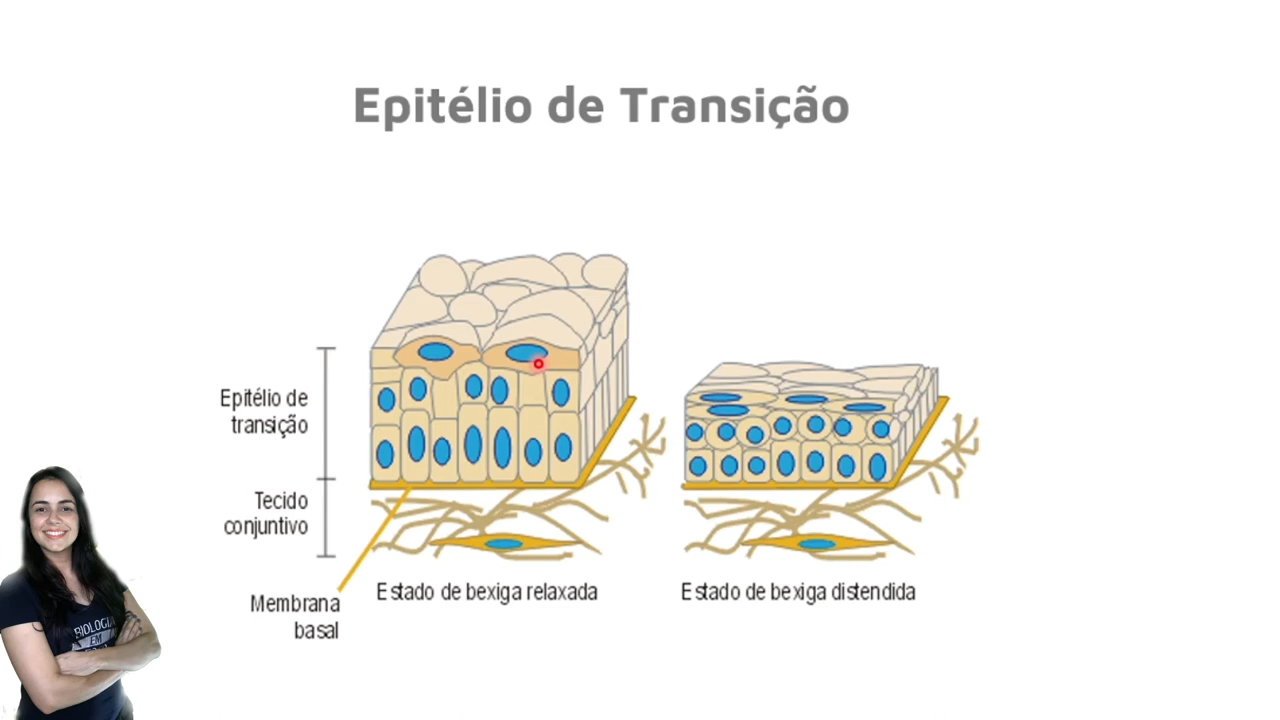 Epitélio de Transição
Epitélio de
transição
Tecido
conjuntivo
Membrana
basal
Estado de bexiga relaxada
Estado de bexiga distendida
BIOLOGIA
EM